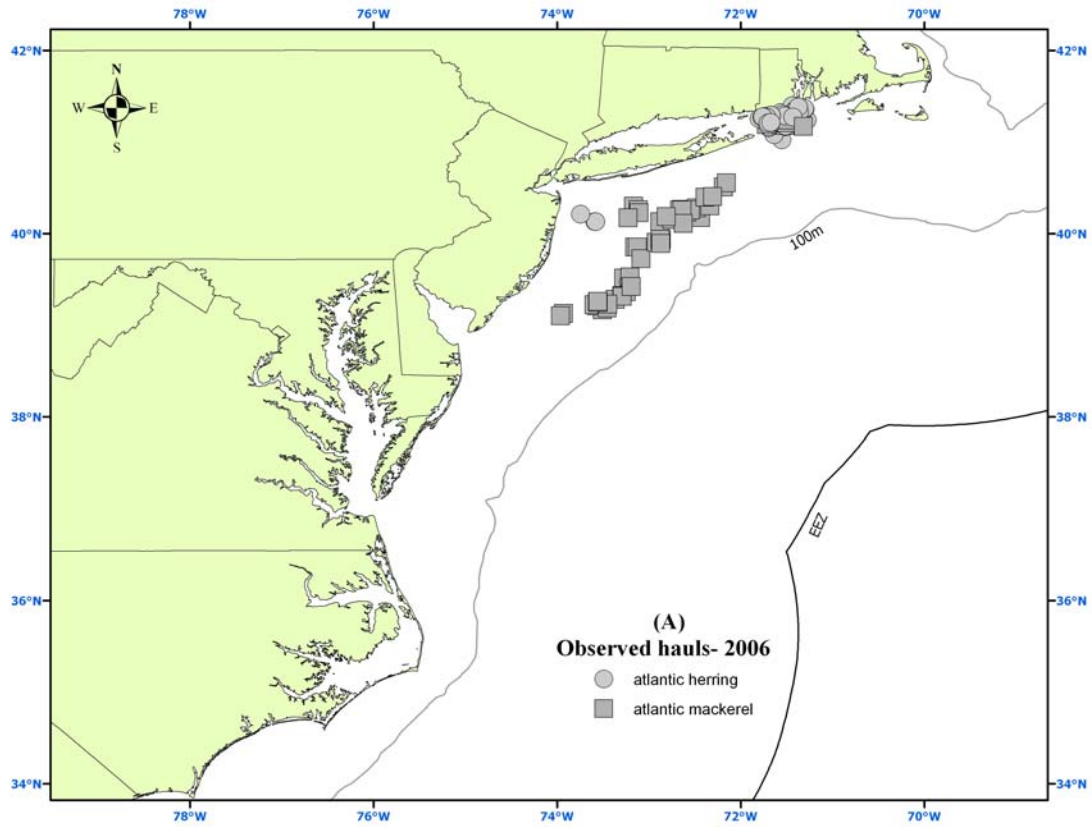 78°W 76°W 74°W 72°W 70°W
42°N 42°N
N
W E
S
40°N 40°N
100m
38°N 38°N
EEZ
36°N 36°N
(A)
Observed hauls- 2006
atlantic herring
atlantic mackerel
34°N 34°N
78°W 76°W 74°W 72°W 70°W